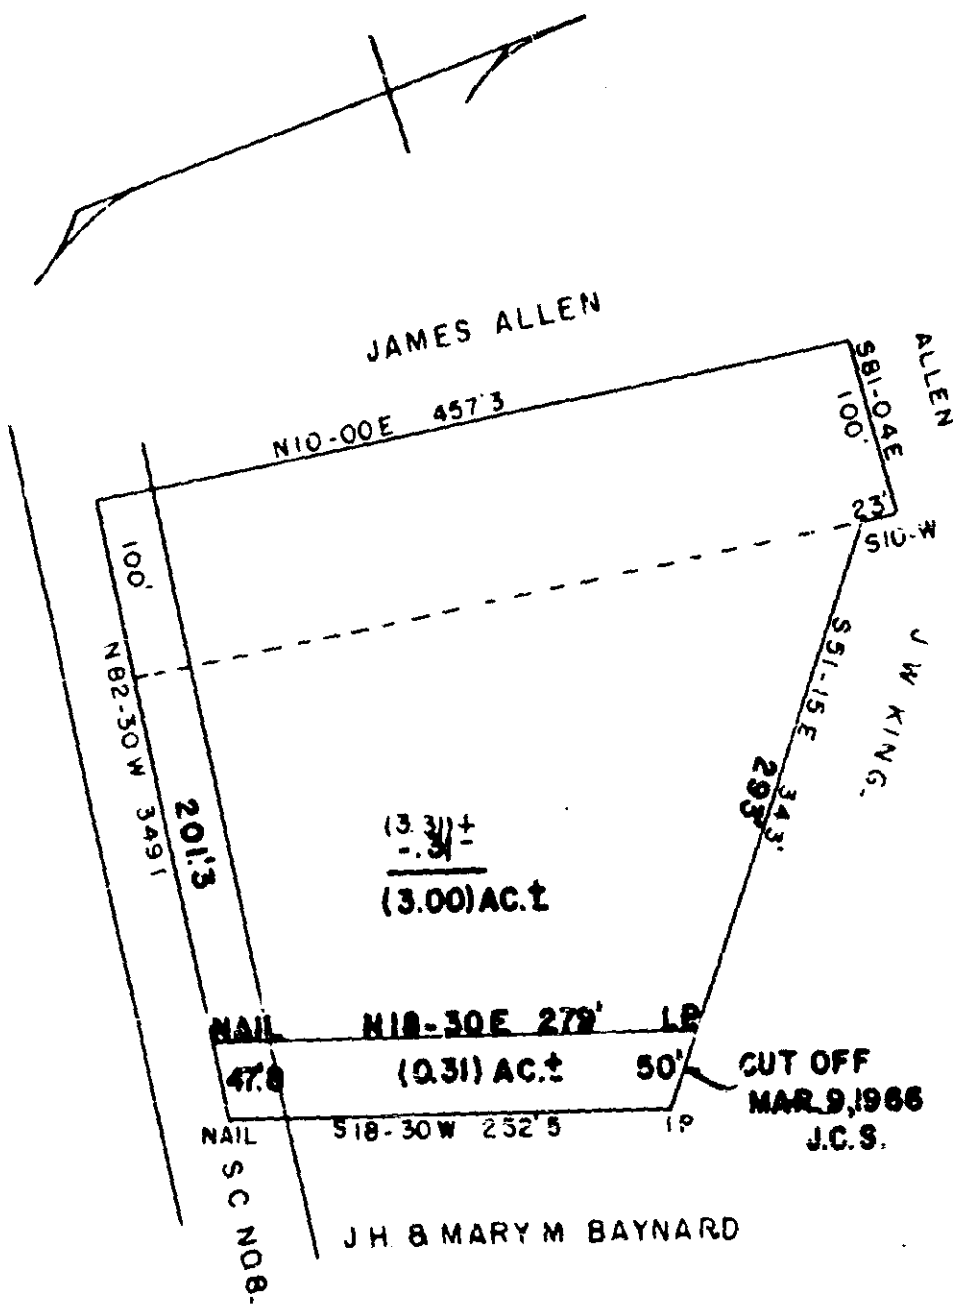 JAMES ALLEN
ALLEN
N10-00E 457'3
S81-04E
100'
23'
S10-W
100'
N82-30W 3491
201'.3
S51-15E 343'
293'
J W KING.
(3.31)±
-.31
(3.00) AC.±
NAIL N18-30E 279' I.P.
47'8 (0.31) AC.± 50'
CUT OFF
MAR. 9, 1966
J.C.S.
NAIL S18-30W 252'5 IP
S C NO8-
J H & MARY M BAYNARD